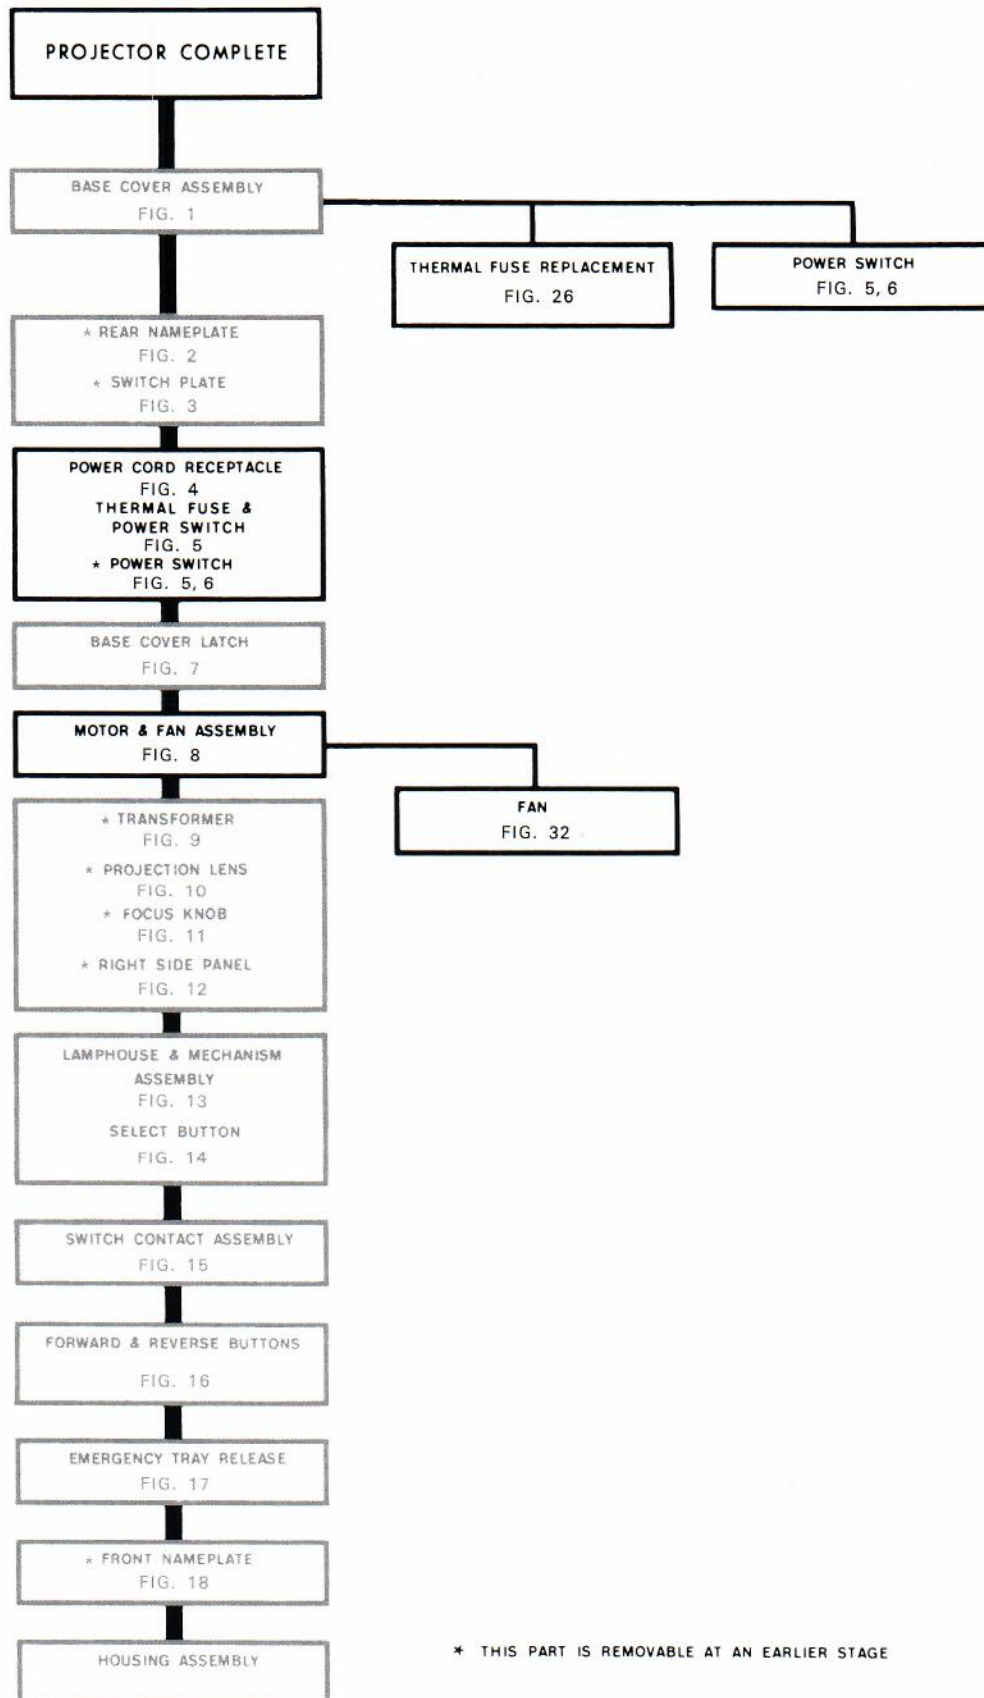 PROJECTOR COMPLETE
BASE COVER ASSEMBLY
FIG. 1
THERMAL FUSE REPLACEMENT
FIG. 26
POWER SWITCH
FIG. 5, 6
* REAR NAMEPLATE
FIG. 2
* SWITCH PLATE
FIG. 3
POWER CORD RECEPTACLE
FIG. 4
THERMAL FUSE &
POWER SWITCH
FIG. 5
* POWER SWITCH
FIG. 5, 6
BASE COVER LATCH
FIG. 7
MOTOR & FAN ASSEMBLY
FIG. 8
FAN
FIG. 32
* TRANSFORMER
FIG. 9
* PROJECTION LENS
FIG. 10
* FOCUS KNOB
FIG. 11
* RIGHT SIDE PANEL
FIG. 12
LAMPHOUSE & MECHANISM
ASSEMBLY
FIG. 13
SELECT BUTTON
FIG. 14
SWITCH CONTACT ASSEMBLY
FIG. 15
FORWARD & REVERSE BUTTONS
FIG. 16
EMERGENCY TRAY RELEASE
FIG. 17
* FRONT NAMEPLATE
FIG. 18
HOUSING ASSEMBLY
* THIS PART IS REMOVABLE AT AN EARLIER STAGE